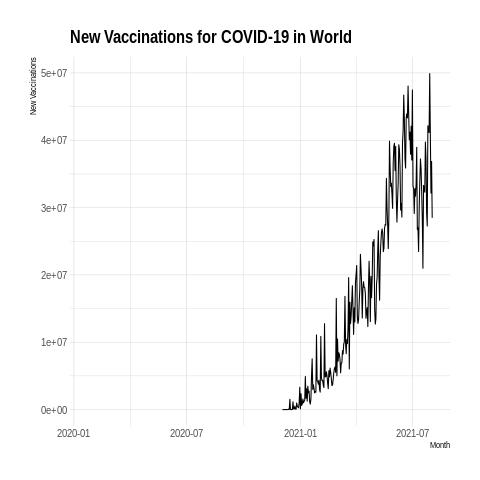 New Vaccinations for COVID-19 in World
New Vaccinations
5e+07
4e+07
3e+07
2e+07
1e+07
0e+00
2020-01
2020-07
2021-01
2021-07
Month